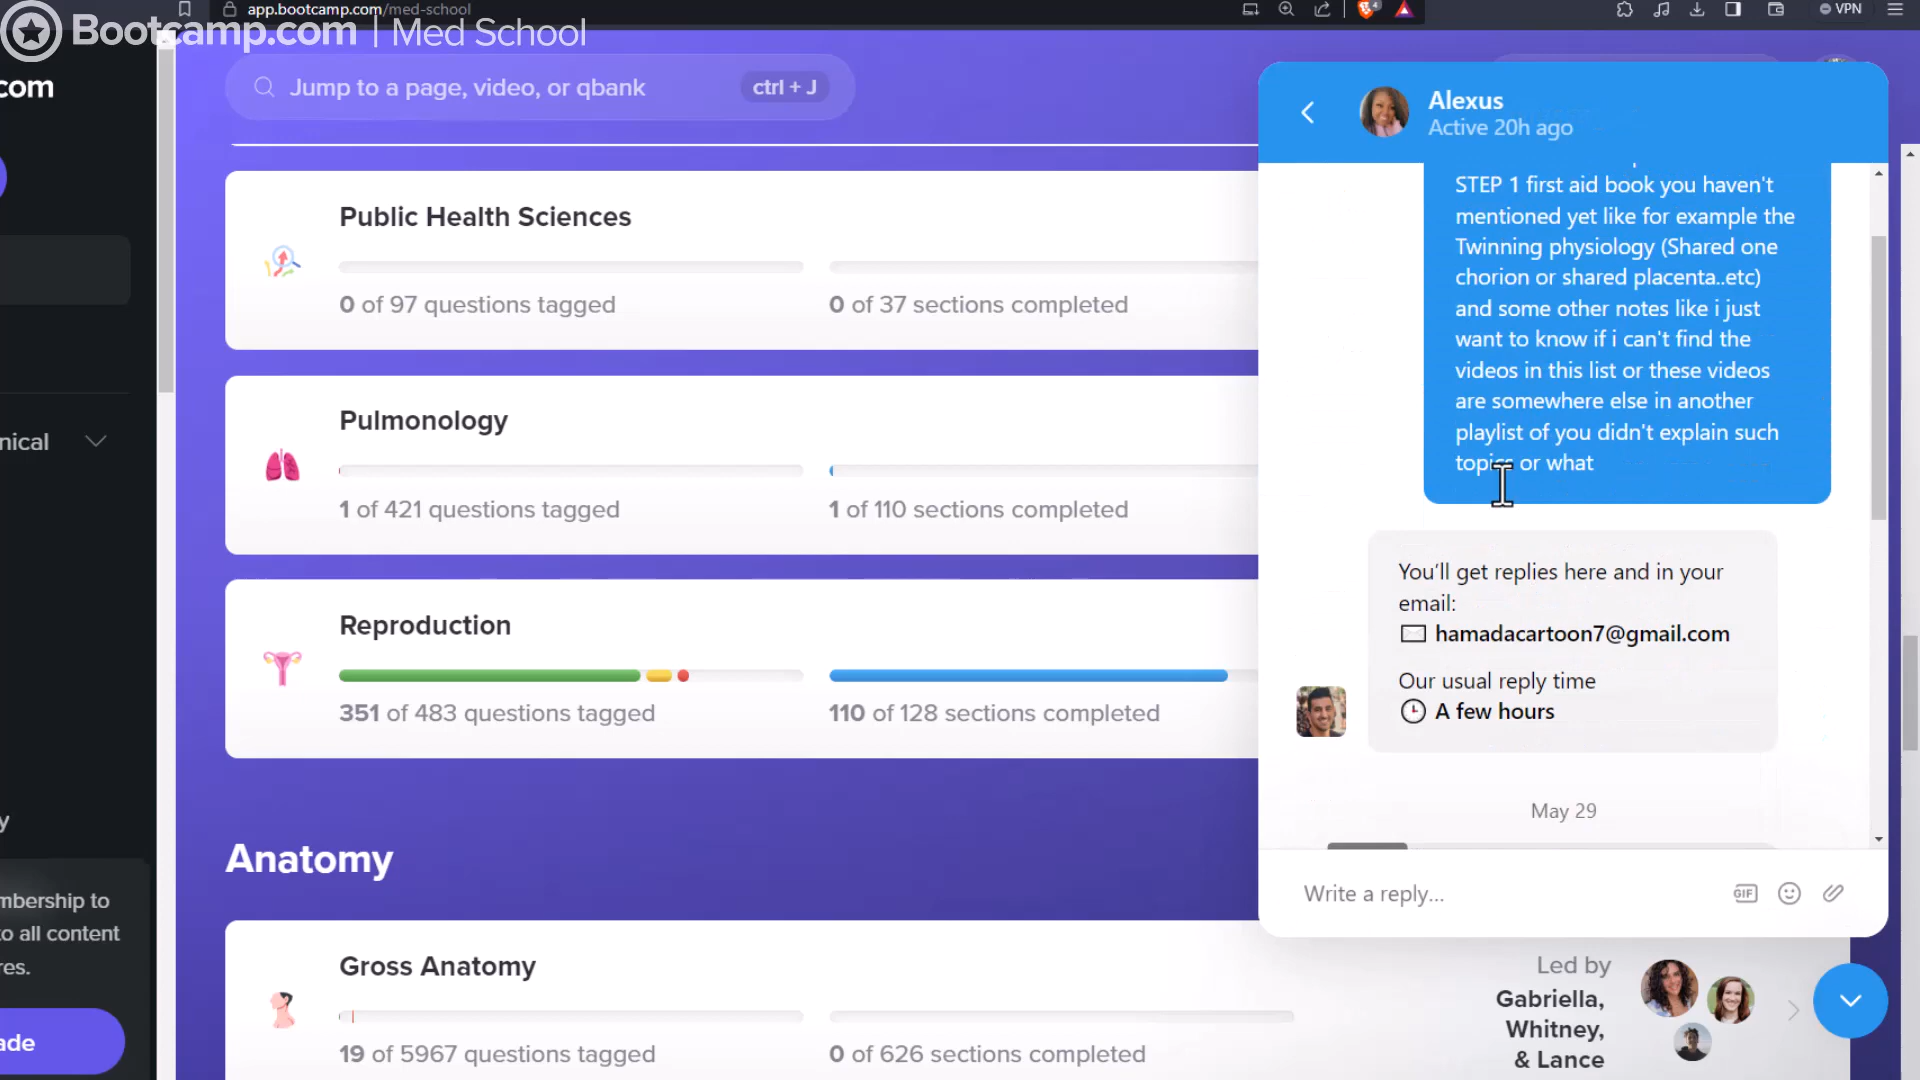 app.bootcamp.com/med-school
VPN
Bootcamp.com | Med School
com
Jump to a page, video, or qbank
ctrl + J
Alexus
Active 20h ago
STEP 1 first aid book you haven't
mentioned yet like for example the
Twinning physiology (Shared one
chorion or shared placenta..etc)
and some other notes like i just
want to know if i can't find the
videos in this list or these videos
are somewhere else in another
playlist of you didn't explain such
topics or what
You'll get replies here and in your
email:
hamadacartoon7@gmail.com
Our usual reply time
A few hours
May 29
Write a reply...
GIF
Public Health Sciences
0 of 97 questions tagged
0 of 37 sections completed
Pulmonology
1 of 421 questions tagged
1 of 110 sections completed
Reproduction
351 of 483 questions tagged
110 of 128 sections completed
Anatomy
Gross Anatomy
19 of 5967 questions tagged
0 of 626 sections completed
Led by
Gabriella,
Whitney,
& Lance
nical
y
mbership to
o all content
res.
ade